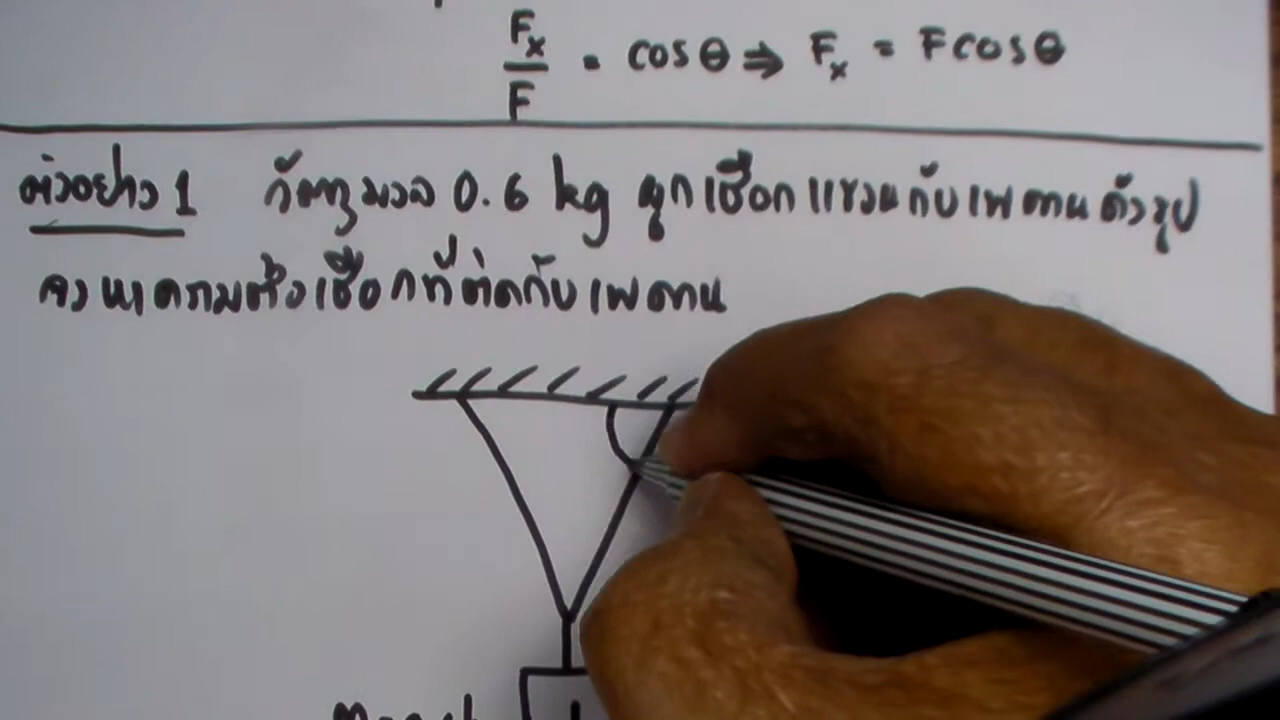 Fx/F = cosθ ⇒ Fx = Fcosθ
ตัวอย่าง 1 วัตถุมวล 0.6 kg ผูกเชือกแขวนกับเพดานดังรูป
จงหาความตึงเชือกที่ติดกับเพดาน